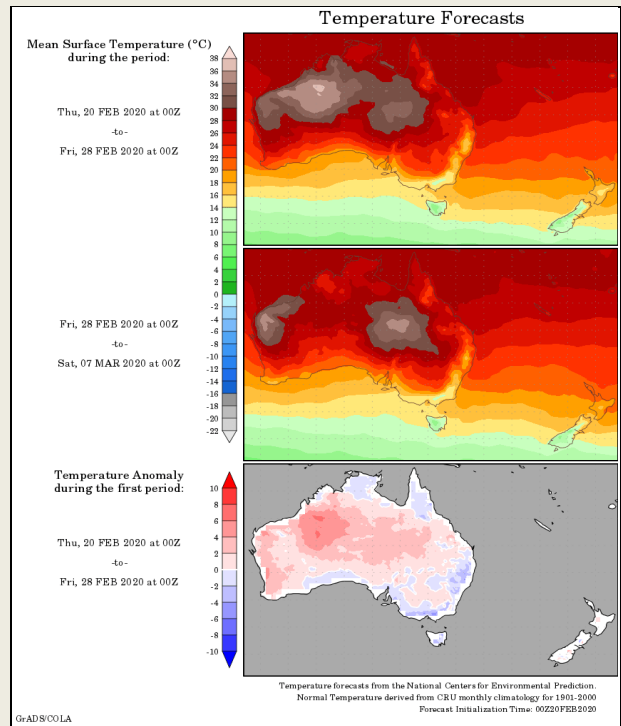 Temperature Forecasts
Mean Surface Temperature (°C)
during the period:
Thu, 20 FEB 2020 at 00Z
-to-
Fri, 28 FEB 2020 at 00Z
38
36
34
32
30
28
26
24
22
20
18
16
14
12
10
8
6
4
2
0
-2
-4
-6
-8
-10
-12
-14
-16
-18
-20
-22
Fri, 28 FEB 2020 at 00Z
-to-
Sat, 07 MAR 2020 at 00Z
Temperature Anomaly
during the first period:
Thu, 20 FEB 2020 at 00Z
-to-
Fri, 28 FEB 2020 at 00Z
10
8
6
4
2
0
-2
-4
-6
-8
-10
Temperature forecasts from the National Centers for Environmental Prediction.
Normal Temperature derived from CRU monthly climatology for 1901-2000
Forecast Initialization Time: 00Z20FEB2020
GrADS/COLA